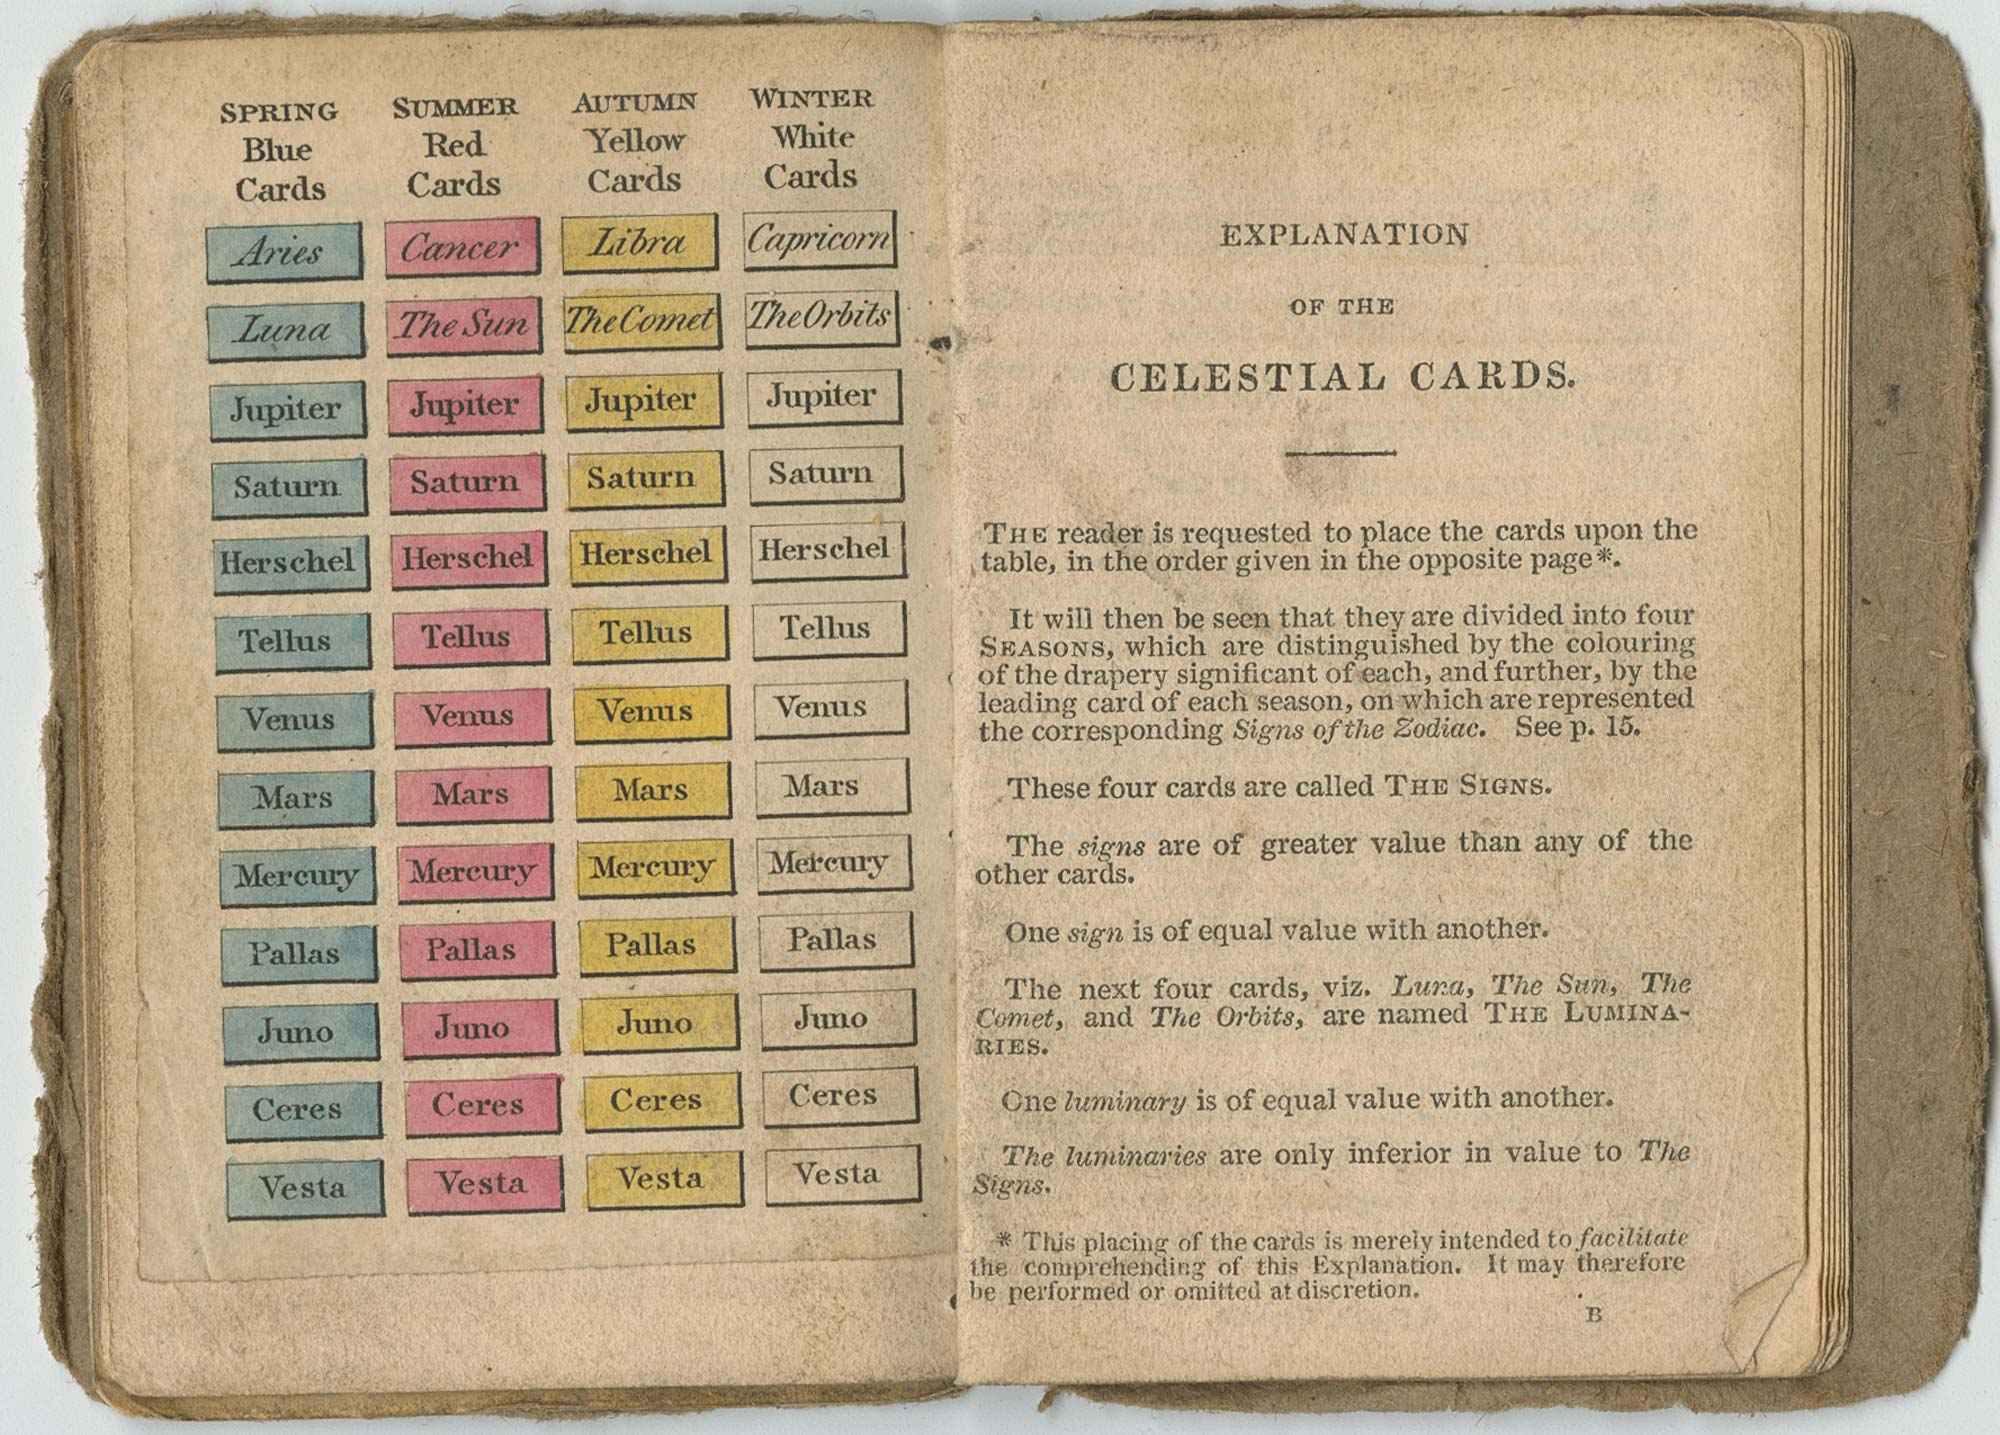 SPRING SUMMER AUTUMN WINTER
Blue Red Yellow White
Cards Cards Cards Cards
Aries Cancer Libra Capricorn
Luna The Sun The Comet The Orbits
Jupiter Jupiter Jupiter Jupiter
Saturn Saturn Saturn Saturn
Herschel Herschel Herschel Herschel
Tellus Tellus Tellus Tellus
Venus Venus Venus Venus
Mars Mars Mars Mars
Mercury Mercury Mercury Mercury
Pallas Pallas Pallas Pallas
Juno Juno Juno Juno
Ceres Ceres Ceres Ceres
Vesta Vesta Vesta Vesta
EXPLANATION
OF THE
CELESTIAL CARDS.
THE reader is requested to place the cards upon the
table, in the order given in the opposite page*.
It will then be seen that they are divided into four
SEASONS, which are distinguished by the colouring
of the drapery significant of each, and further, by the
leading card of each season, on which are represented
the corresponding Signs of the Zodiac. See p. 15.
These four cards are called THE SIGNS.
The signs are of greater value than any of the
other cards.
One sign is of equal value with another.
The next four cards, viz. Luna, The Sun, The
Comet, and The Orbits, are named THE LUMINA-
RIES.
One luminary is of equal value with another.
The luminaries are only inferior in value to The
Signs.
* This placing of the cards is merely intended to facilitate
the comprehending of this Explanation. It may therefore
be performed or omitted at discretion.
B